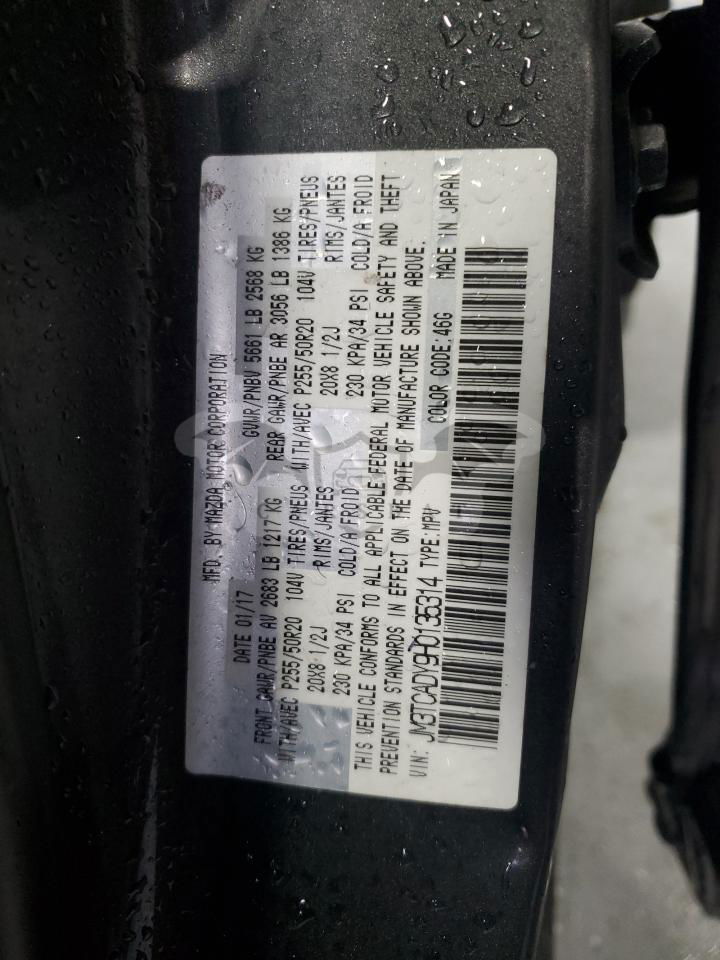 MFD. BY MAZDA MOTOR CORPORATION
DATE 01/17 GVWR/PNBV 5661 LB 2568 KG
FRONT GAWR/PNBE AV 2683 LB 1217 KG REAR GAWR/PNBE AR 3056 LB 1386 KG
WITH/AVEC P255/50R20 104V TIRES/PNEUS WITH/AVEC P255/50R20 104V TIRES/PNEUS
20X8 1/2J RIMS/JANTES 20X8 1/2J RIMS/JANTES
230 KPA/34 PSI COLD/A FROID 230 KPA/34 PSI COLD/A FROID
THIS VEHICLE CONFORMS TO ALL APPLICABLE FEDERAL MOTOR VEHICLE SAFETY AND THEFT
PREVENTION STANDARDS IN EFFECT ON THE DATE OF MANUFACTURE SHOWN ABOVE.
VIN: JM3TCADY9H0135314 TYPE:MPV COLOR CODE:46G MADE IN JAPAN